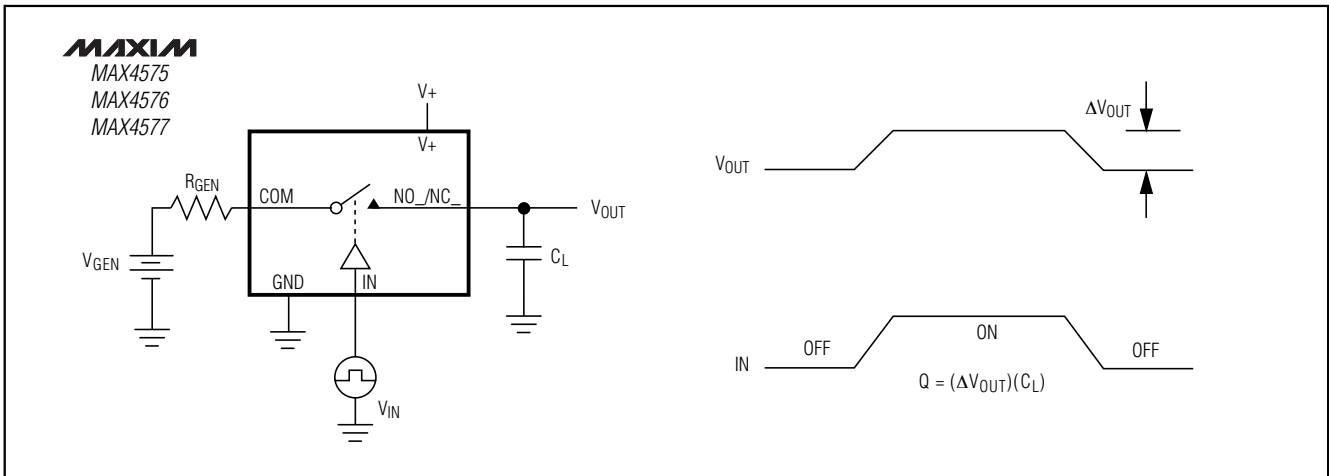 MAXIM
MAX4575
MAX4576
MAX4577
V+
V+
RGEN
COM
NO_/NC_
VOUT
VGEN
CL
GND
IN
VIN
ΔVOUT
VOUT
IN
OFF
ON
OFF
Q = (ΔVOUT)(CL)